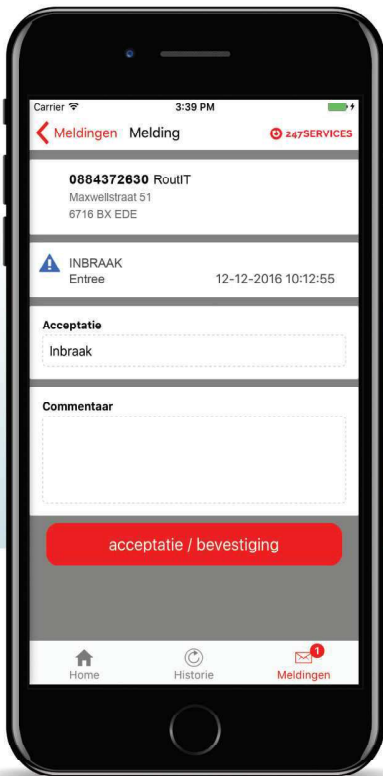 Carrier 3:39 PM
Meldingen Melding 247SERVICES
0884372630 RoutIT
Maxwellstraat 51
6716 BX EDE
INBRAAK
Entree 12-12-2016 10:12:55
Acceptatie
Inbraak
Commentaar
acceptatie / bevestiging
1
Home Historie Meldingen